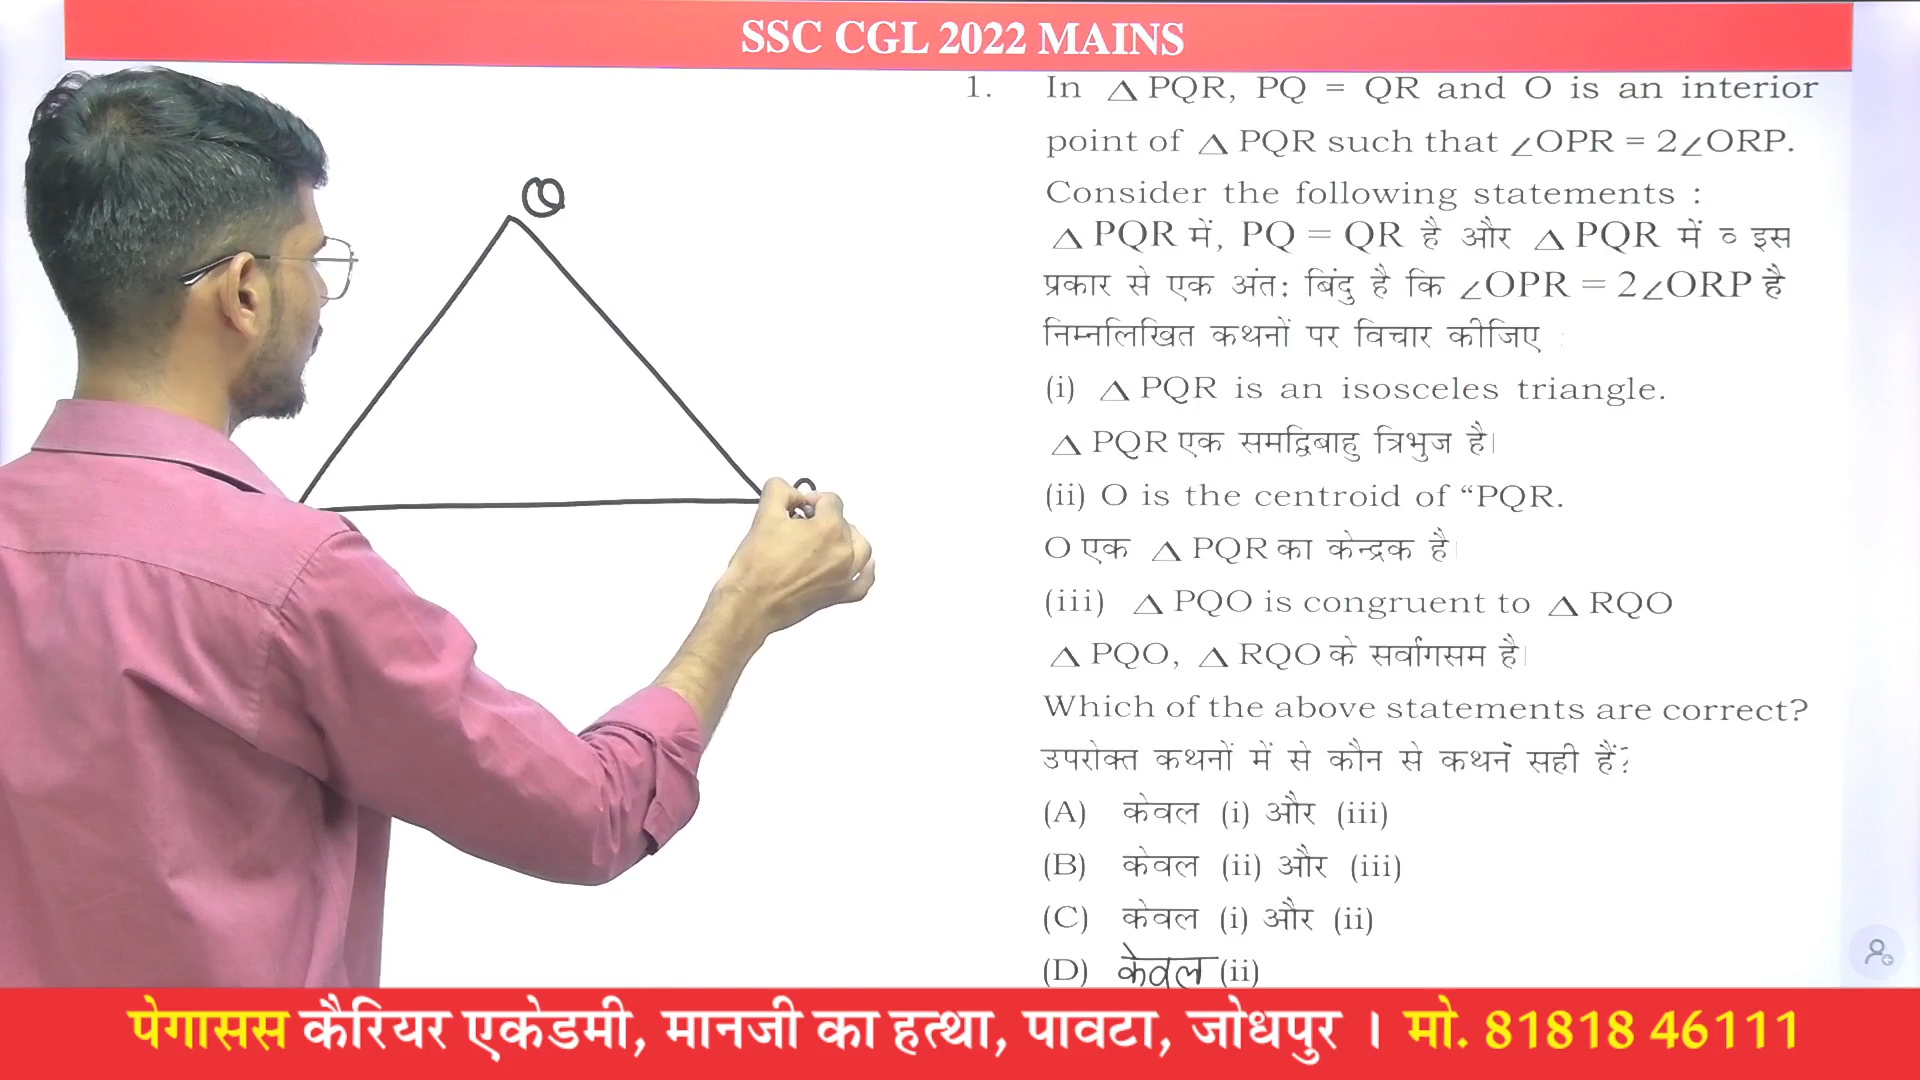 SSC CGL 2022 MAINS
Q
1. In △ PQR, PQ = QR and O is an interior
point of △ PQR such that ∠OPR = 2∠ORP.
Consider the following statements :
△ PQR में, PQ = QR है और △ PQR में इस
प्रकार से एक अंतः बिंदु है कि ∠OPR = 2∠ORP है
निम्नलिखित कथनों पर विचार कीजिए :
(i) △ PQR is an isosceles triangle.
△ PQR एक समद्विबाहु त्रिभुज है।
(ii) O is the centroid of “PQR.
O एक △ PQR का केन्द्रक है।
(iii) △ PQO is congruent to △ RQO
△ PQO, △ RQO के सर्वागसम है।
Which of the above statements are correct?
उपरोक्त कथनों में से कौन से कथन सही हैं?
(A) केवल (i) और (iii)
(B) केवल (ii) और (iii)
(C) केवल (i) और (ii)
(D) केवल (ii)
पेगासस कैरियर एकेडमी, मानजी का हत्था, पावटा, जोधपुर । मो. 81818 46111